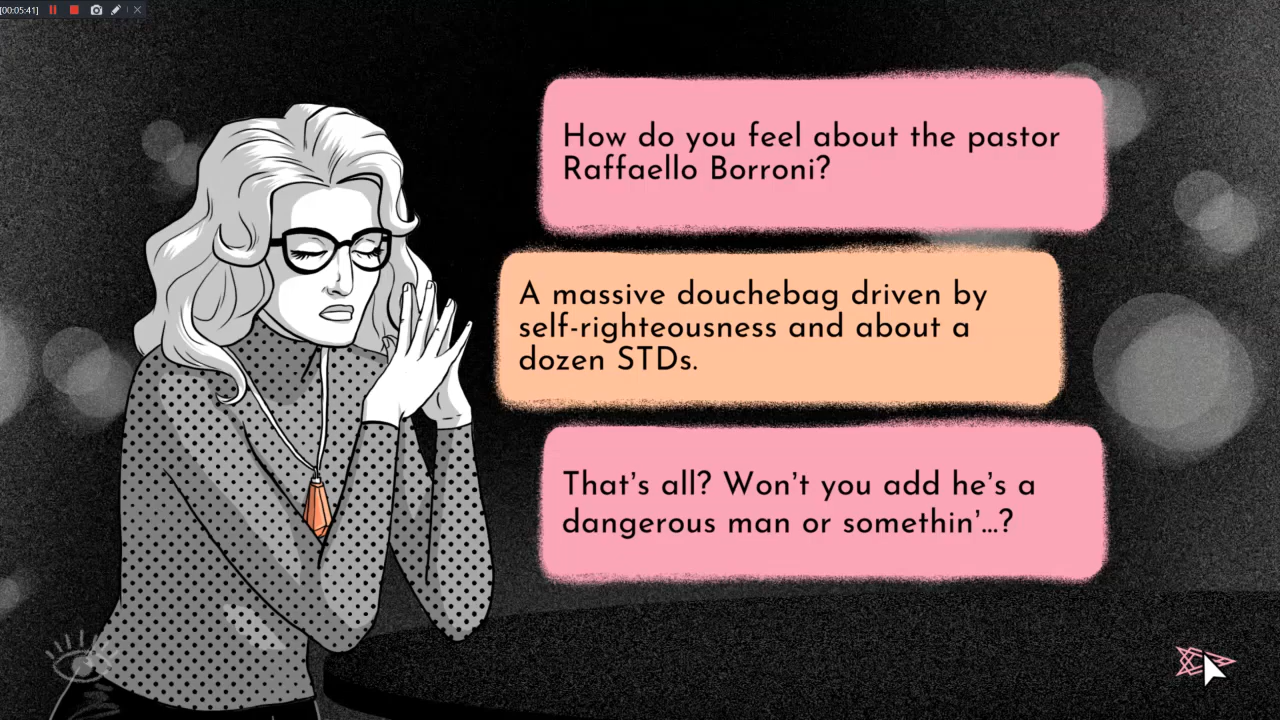 [00:05:41]
How do you feel about the pastor
Raffaello Borroni?
A massive douchebag driven by
self-righteousness and about a
dozen STDs.
That's all? Won't you add he's a
dangerous man or somethin'...?